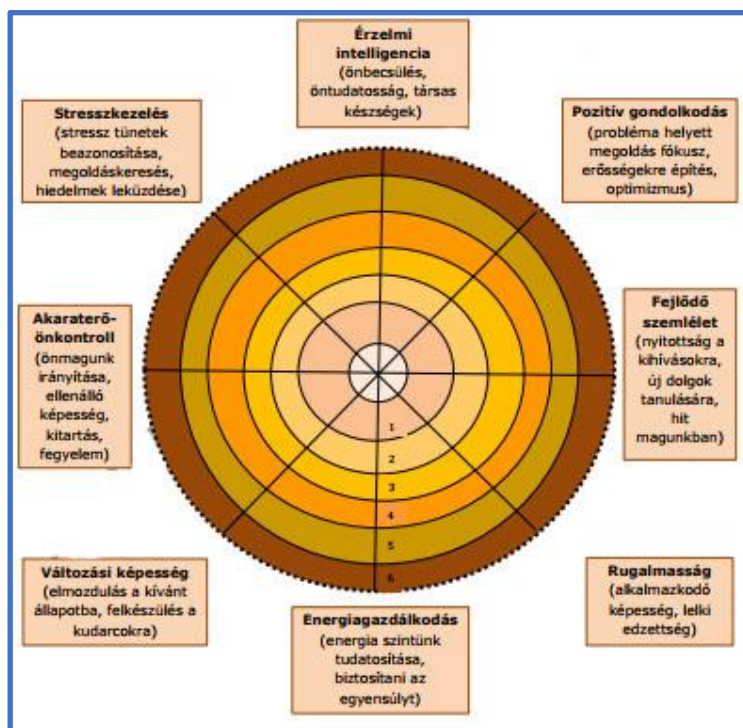 Érzelmi
intelligencia
(önbecsülés,
öntudatosság, társas
készségek)
Stresszkezelés
(stressz tünetek
beazonosítása,
megoldáskeresés,
hiedelmek leküzdése)
Pozitív gondolkodás
(probléma helyett
megoldás fókusz,
erősségekre építés,
optimizmus)
Akaraterő-
önkontroll
(önmagunk
irányítása,
ellenálló
képesség,
kitartás,
fegyelem)
Fejlődő
szemlélet
(nyitottság a
kihívásokra,
új dolgok
tanulására,
hit
magunkban)
1
2
3
4
5
6
Változási képesség
(elmozdulás a kívánt
állapotba, felkészülés a
kudarcokra)
Energiagazdálkodás
(energia szintünk
tudatosítása,
biztosítani az
egyensúlyt)
Rugalmasság
(alkalmazkodó
képesség, lelki
edzettség)